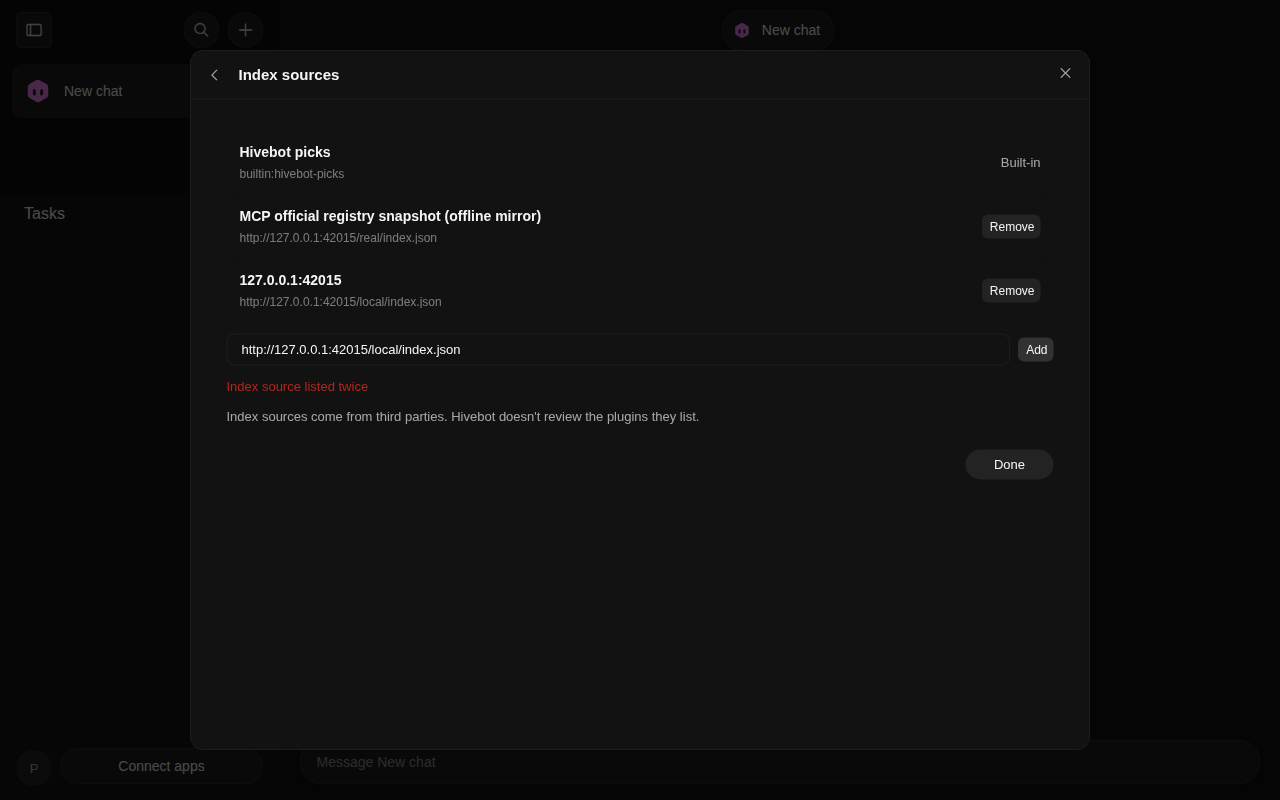 New chat
Index sources
New chat
Hivebot picks
builtin:hivebot-picks
Built-in
MCP official registry snapshot (offline mirror)
http://127.0.0.1:42015/real/index.json
Remove
Tasks
127.0.0.1:42015
http://127.0.0.1:42015/local/index.json
Remove
http://127.0.0.1:42015/local/index.json
Add
Index source listed twice
Index sources come from third parties. Hivebot doesn't review the plugins they list.
Done
P
Connect apps
Message New chat